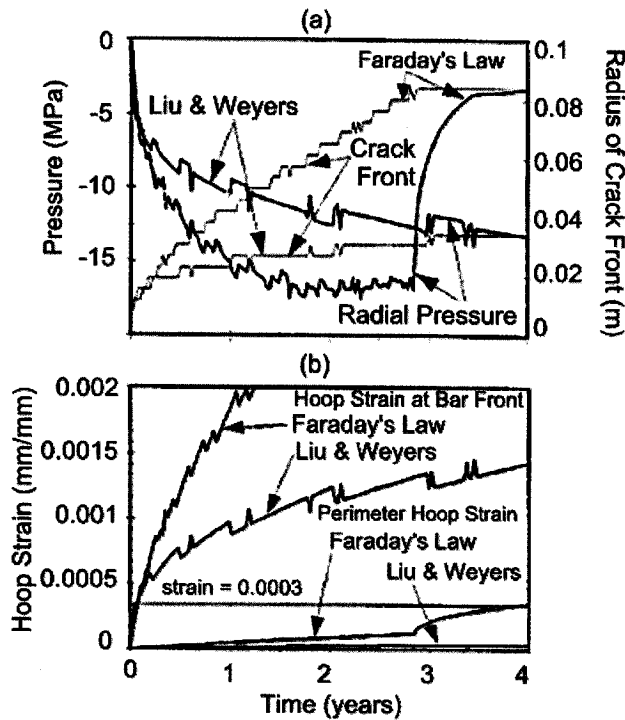 (a)
0
-5
-10
-15
Pressure (MPa)
0.1
0.08
0.06
0.04
0.02
0
Radius of Crack Front (m)
Faraday's Law
Liu & Weyers
Crack
Front
Radial Pressure
(b)
0.002
0.0015
0.001
0.0005
0
Hoop Strain (mm/mm)
Hoop Strain at Bar Front
Faraday's Law
Liu & Weyers
Perimeter Hoop Strain
Faraday's Law
Liu & Weyers
strain = 0.0003
0 1 2 3 4
Time (years)